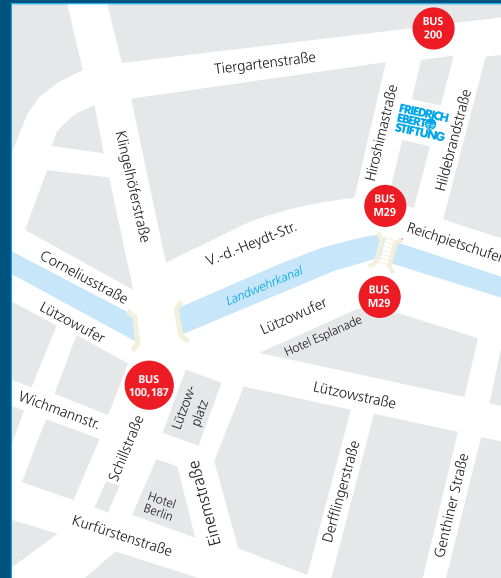 BUS
200
Tiergartenstraße
FRIEDRICH
EBERT
STIFTUNG
Hiroshimastraße
Hildebrandstraße
Klingelhöferstraße
BUS
M29
V.-d.-Heydt-Str.
Reichpietschufer
Corneliusstraße
Landwehrkanal
BUS
M29
Lützowufer
Lützowufer
Hotel Esplanade
BUS
100,187
Lützow-
platz
Lützowstraße
Wichmannstr.
Schillstraße
Hotel
Berlin
Einemstraße
Derfflingerstraße
Genthiner Straße
Kurfürstenstraße